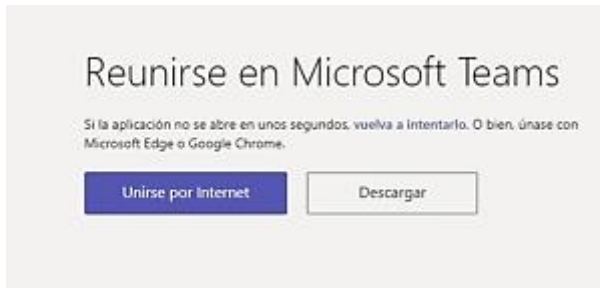 Reunirse en Microsoft Teams
Si la aplicación no se abre en unos segundos, vuelva a intentarlo. O bien, únase con
Microsoft Edge o Google Chrome.
Unirse por Internet
Descargar